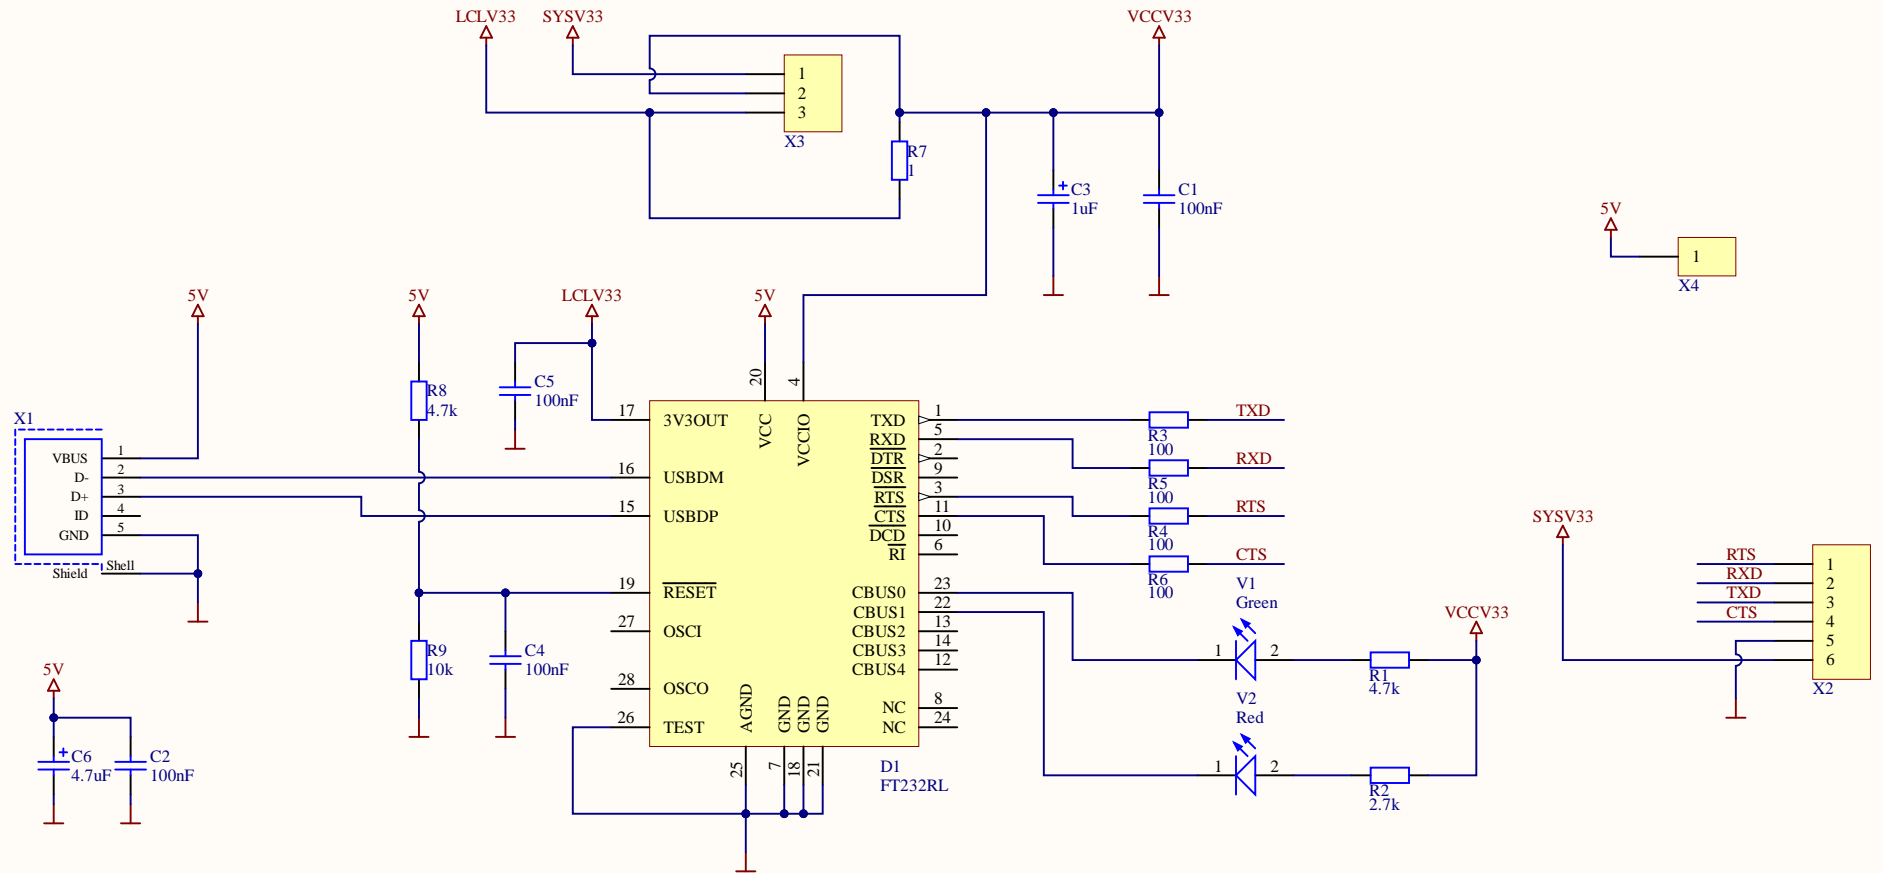 LCLV33 SYSV33 VCCV33
1
2
3
X3
R7
1
C3
1uF
C1
100nF
5V
1
X4
5V
5V
LCLV33
5V
R8
4.7k
C5
100nF
20
4
X1
VBUS 1
D- 2
D+ 3
ID 4
GND 5
Shield Shell
17 3V3OUT
16 USBDM
15 USBDP
19 RESET
27 OSCI
28 OSCO
26 TEST
VCC
VCCIO
TXD 1
RXD 5
DTR 2
DSR 9
RTS 3
CTS 11
DCD 10
RI 6
CBUS0 23
CBUS1 22
CBUS2 13
CBUS3 14
CBUS4 12
NC 8
NC 24
AGND
GND
GND
GND
25
7
18
21
D1
FT232RL
R3
100
TXD
R5
100
RXD
R4
100
RTS
R6
100
CTS
V1
Green
1 2
R1
4.7k
VCCV33
V2
Red
1 2
R2
2.7k
R9
10k
C4
100nF
5V
C6
4.7uF
C2
100nF
SYSV33
RTS 1
RXD 2
TXD 3
CTS 4
5
6
X2